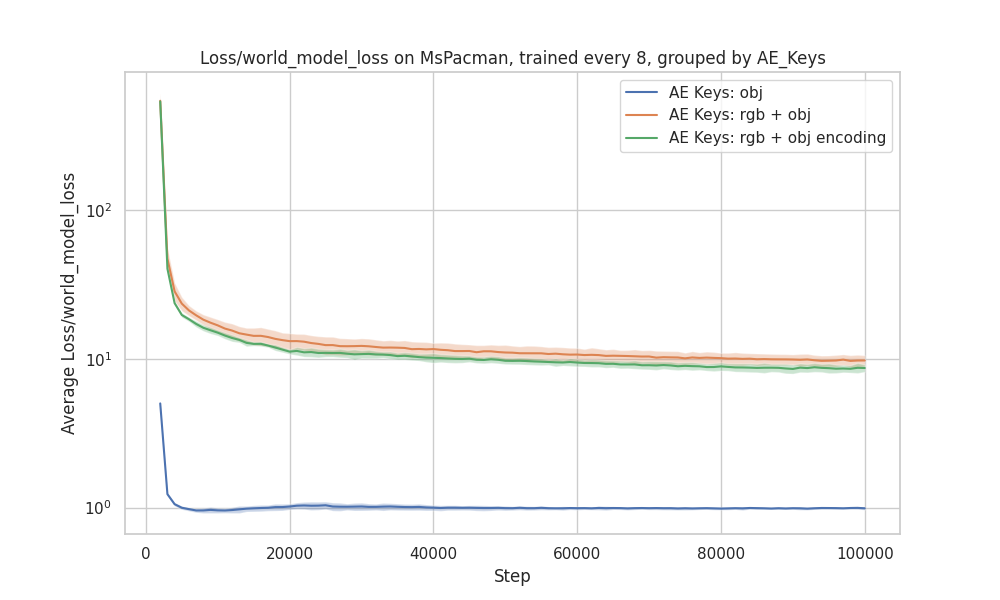 Loss/world_model_loss on MsPacman, trained every 8, grouped by AE_Keys
AE Keys: obj
AE Keys: rgb + obj
AE Keys: rgb + obj encoding
Average Loss/world_model_loss
10²
10¹
10⁰
0
20000
40000
60000
80000
100000
Step